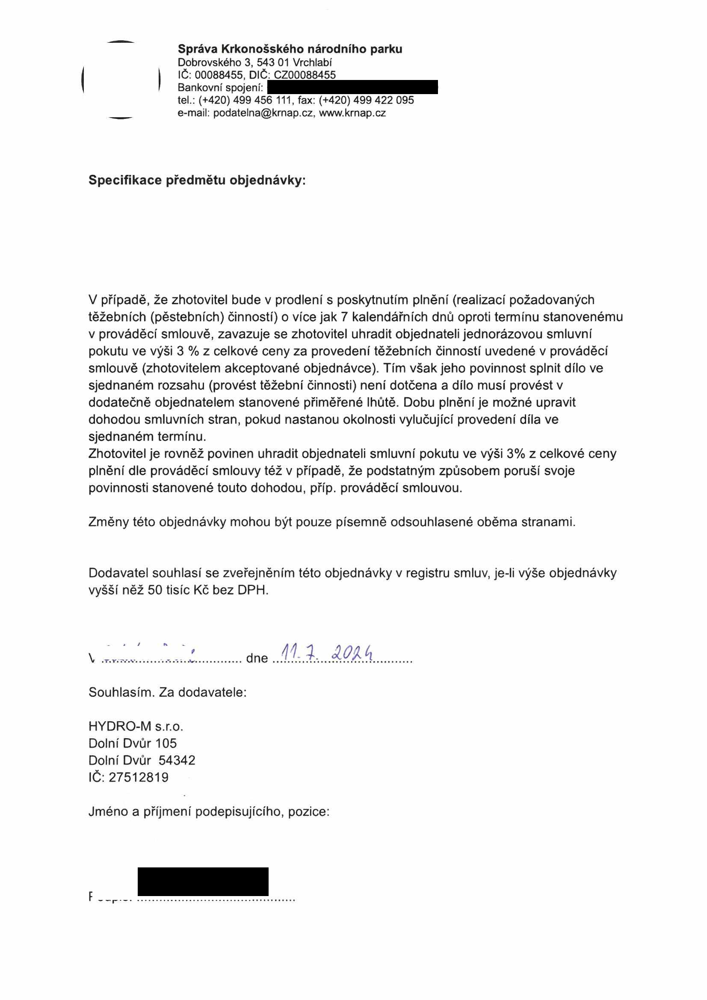 Správa Krkonošského národního parku
Dobrovského 3, 543 01 Vrchlabí
IČ: 00088455, DIČ: CZ00088455
Bankovní spojení:
tel.: (+420) 499 456 111, fax: (+420) 499 422 095
e-mail: podatelna@krnap.cz, www.krnap.cz
Specifikace předmětu objednávky:
V případě, že zhotovitel bude v prodlení s poskytnutím plnění (realizací požadovaných
těžebních (pěstebních) činností) o více jak 7 kalendářních dnů oproti termínu stanovenému
v prováděcí smlouvě, zavazuje se zhotovitel uhradit objednateli jednorázovou smluvní
pokutu ve výši 3 % z celkové ceny za provedení těžebních činností uvedené v prováděcí
smlouvě (zhotovitelem akceptované objednávce). Tím však jeho povinnost splnit dílo ve
sjednaném rozsahu (provést těžební činnosti) není dotčena a dílo musí provést v
dodatečně objednatelem stanovené přiměřené lhůtě. Dobu plnění je možné upravit
dohodou smluvních stran, pokud nastanou okolnosti vylučující provedení díla ve
sjednaném termínu.
Zhotovitel je rovněž povinen uhradit objednateli smluvní pokutu ve výši 3% z celkové ceny
plnění dle prováděcí smlouvy též v případě, že podstatným způsobem poruší svoje
povinnosti stanovené touto dohodou, příp. prováděcí smlouvou.
Změny této objednávky mohou být pouze písemně odsouhlasené oběma stranami.
Dodavatel souhlasí se zveřejněním této objednávky v registru smluv, je-li výše objednávky
vyšší něž 50 tisíc Kč bez DPH.
V dne 11.7. 2024
Souhlasím. Za dodavatele:
HYDRO-M s.r.o.
Dolní Dvůr 105
Dolní Dvůr 54342
IČ: 27512819
Jméno a příjmení podepisujícího, pozice: